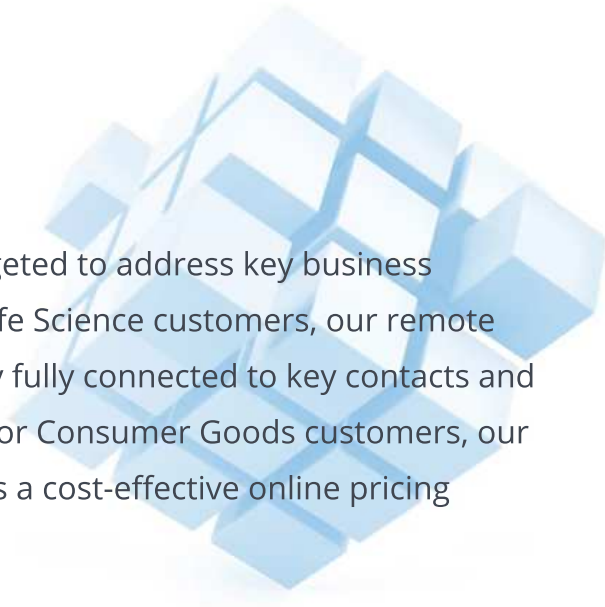 geted to address key business
fe Science customers, our remote
fully connected to key contacts and
or Consumer Goods customers, our
s a cost-effective online pricing